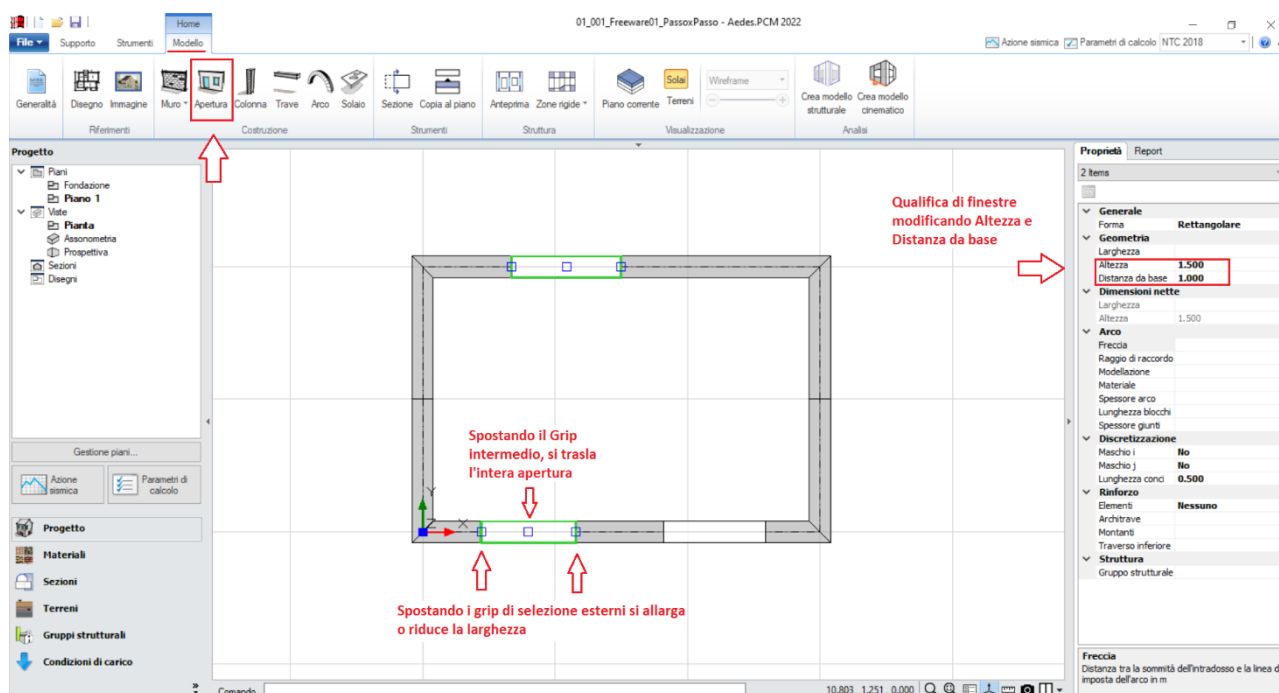 01_001_Freeware01_PassoxPasso - Aedes.PCM 2022
Home
File Supporto Strumenti Modello
Azione sismica Parametri di calcolo NTC 2018
Generalità Disegno Immagine Muro Apertura Colonna Trave Arco Solaio Sezione Copia al piano Anteprima Zone rigide Piano corrente Solai Terreni Wireframe Crea modello strutturale Crea modello cinematico
Riferimenti Costruzione Strumenti Struttura Visualizzazione Analisi
Progetto
Piani
Fondazione
Piano 1
Viste
Pianta
Assonometria
Prospettiva
Sezioni
Disegni
Gestione piani...
Azione sismica
Parametri di calcolo
Progetto
Materiali
Sezioni
Terreni
Gruppi strutturali
Condizioni di carico
Qualifica di finestre
modificando Altezza e
Distanza da base
Spostando il Grip
intermedio, si trasla
l'intera apertura
Y
Z X
Spostando i grip di selezione esterni si allarga
o riduce la larghezza
Comando
10.803 1.251 0.000
Proprietà Report
2 Items
Generale
Forma Rettangolare
Geometria
Larghezza
Altezza 1.500
Distanza da base 1.000
Dimensioni nette
Larghezza
Altezza 1.500
Arco
Freccia
Raggio di raccordo
Modellazione
Materiale
Spessore arco
Lunghezza blocchi
Spessore giunti
Discretizzazione
Maschio i No
Maschio j No
Lunghezza conci 0.500
Rinforzo
Elementi Nessuno
Architrave
Montanti
Traverso inferiore
Struttura
Gruppo strutturale
Freccia
Distanza tra la sommità dell'intradosso e la linea d
imposta dell'arco in m